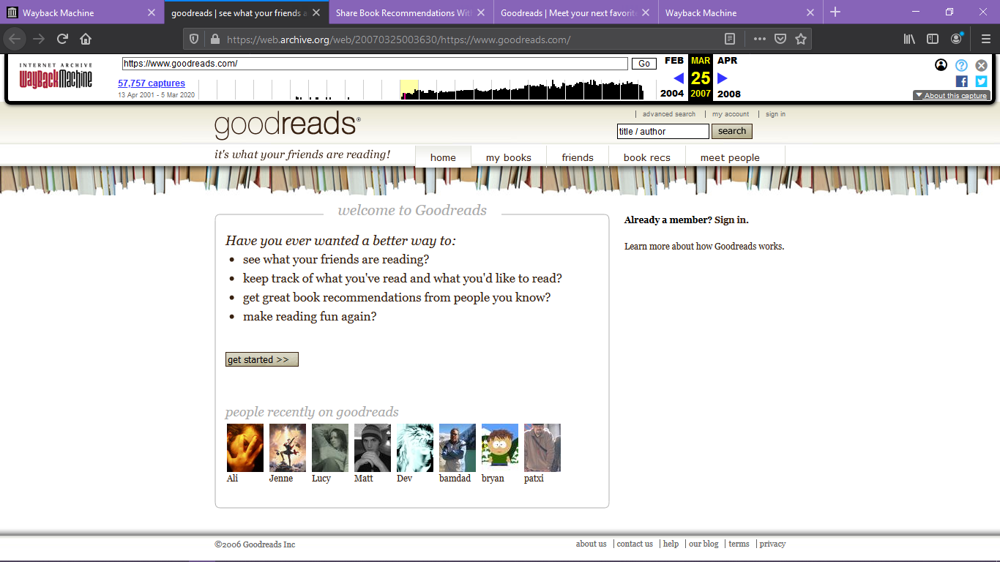 Wayback Machine
goodreads | see what your friends a
Share Book Recommendations Wit
Goodreads | Meet your next favorit
Wayback Machine
https://web.archive.org/web/20070325003630/https://www.goodreads.com/
INTERNET ARCHIVE
WayBackMachine
https://www.goodreads.com/
Go
FEB MAR APR
57,757 captures
25
13 Apr 2001 - 5 Mar 2020
2004 2007 2008
About this capture
goodreads®
advanced search | my account | sign in
title / author
search
it's what your friends are reading!
home
my books
friends
book recs
meet people
welcome to Goodreads
Have you ever wanted a better way to:
• see what your friends are reading?
• keep track of what you've read and what you'd like to read?
• get great book recommendations from people you know?
• make reading fun again?
get started >>
Already a member? Sign in.
Learn more about how Goodreads works.
people recently on goodreads
Ali Jenne Lucy Matt Dev bamdad bryan patxi
©2006 Goodreads Inc
about us | contact us | help | our blog | terms | privacy